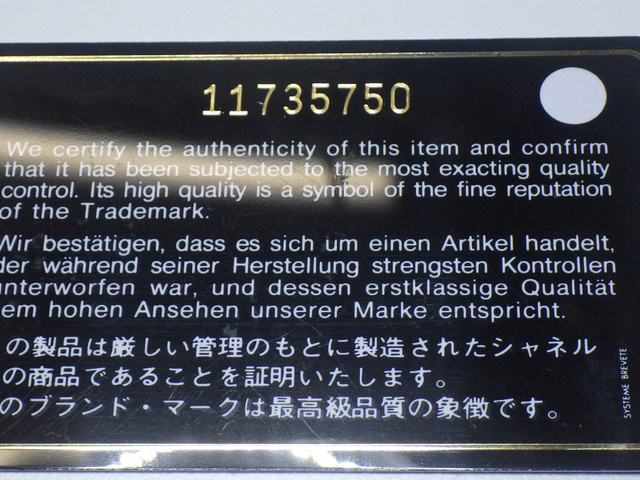 11735750
We certify the authenticity of this item and confirm
that it has been subjected to the most exacting quality
control. Its high quality is a symbol of the fine reputation
of the Trademark.
Wir bestätigen, dass es sich um einen Artikel handelt,
der während seiner Herstellung strengsten Kontrollen
unterworfen war, und dessen erstklassige Qualität
dem hohen Ansehen unserer Marke entspricht.
の製品は厳しい管理のもとに製造されたシャネル
の商品であることを証明いたします。
のブランド・マークは最高級品質の象徴です。
SYSTEME BREVETE